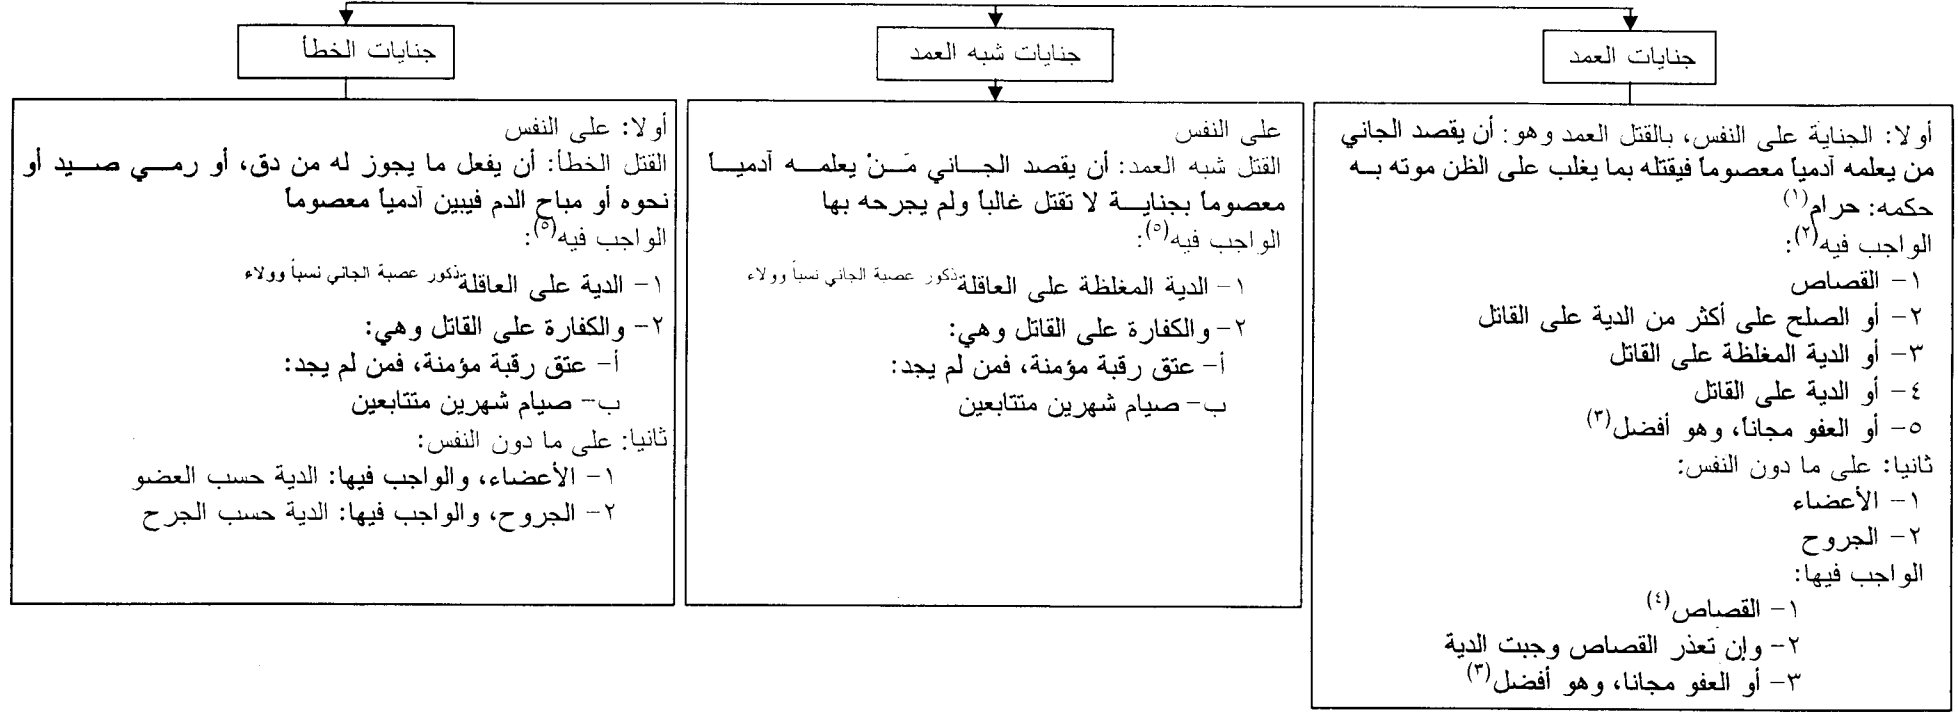 جنايات العمد
أولا: الجناية على النفس، بالقتل العمد وهو: أن يقصد الجاني
من يعلمه آدمياً معصوماً فيقتله بما يغلب على الظن موته به
حكمه: حرام(١)
الواجب فيه(٢):
١- القصاص
٢- أو الصلح على أكثر من الدية على القاتل
٣- أو الدية المغلظة على القاتل
٤- أو الدية على القاتل
٥- أو العفو مجاناً، وهو أفضل(٣)
ثانيا: على ما دون النفس:
١- الأعضاء
٢- الجروح
الواجب فيها:
١- القصاص(٤)
٢- وإن تعذر القصاص وجبت الدية
٣- أو العفو مجانا، وهو أفضل(٣)
جنايات شبه العمد
على النفس
القتل شبه العمد: أن يقصد الجاني مَنْ يعلمه آدمياً
معصوماً بجناية لا تقتل غالباً ولم يجرحه بها
الواجب فيه(٥):
١- الدية المغلظة على العاقلة ذكور عصبة الجاني نسباً وولاء
٢- والكفارة على القاتل وهي:
أ- عتق رقبة مؤمنة، فمن لم يجد:
ب- صيام شهرين متتابعين
جنايات الخطأ
أولا: على النفس
القتل الخطأ: أن يفعل ما يجوز له من دق، أو رمي صيد أو
نحوه أو مباح الدم فيبين آدمياً معصوماً
الواجب فيه(٥):
١- الدية على العاقلة ذكور عصبة الجاني نسباً وولاء
٢- والكفارة على القاتل وهي:
أ- عتق رقبة مؤمنة، فمن لم يجد:
ب- صيام شهرين متتابعين
ثانيا: على ما دون النفس:
١- الأعضاء، والواجب فيها: الدية حسب العضو
٢- الجروح، والواجب فيها: الدية حسب الجرح